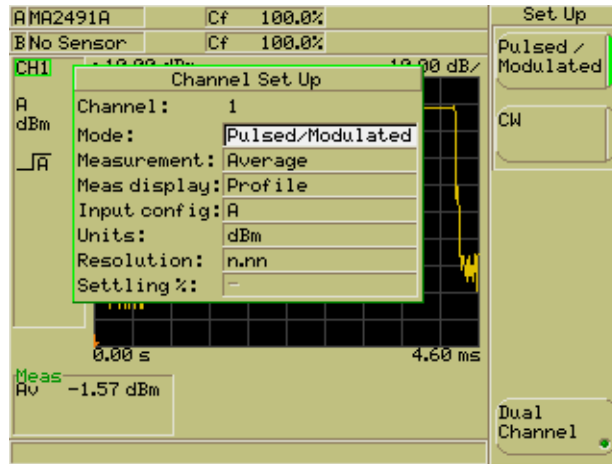 A MA2491A Cf 100.0%
B No Sensor Cf 100.0%
CH1
10.00 dB/
A
dBm
A
Channel Set Up
Channel: 1
Mode: Pulsed/Modulated
Measurement: Average
Meas display: Profile
Input config: A
Units: dBm
Resolution: n.nn
Settling %: –
0.00 s 4.60 ms
Meas
Av -1.57 dBm
Set Up
Pulsed /
Modulated
CW
Dual
Channel